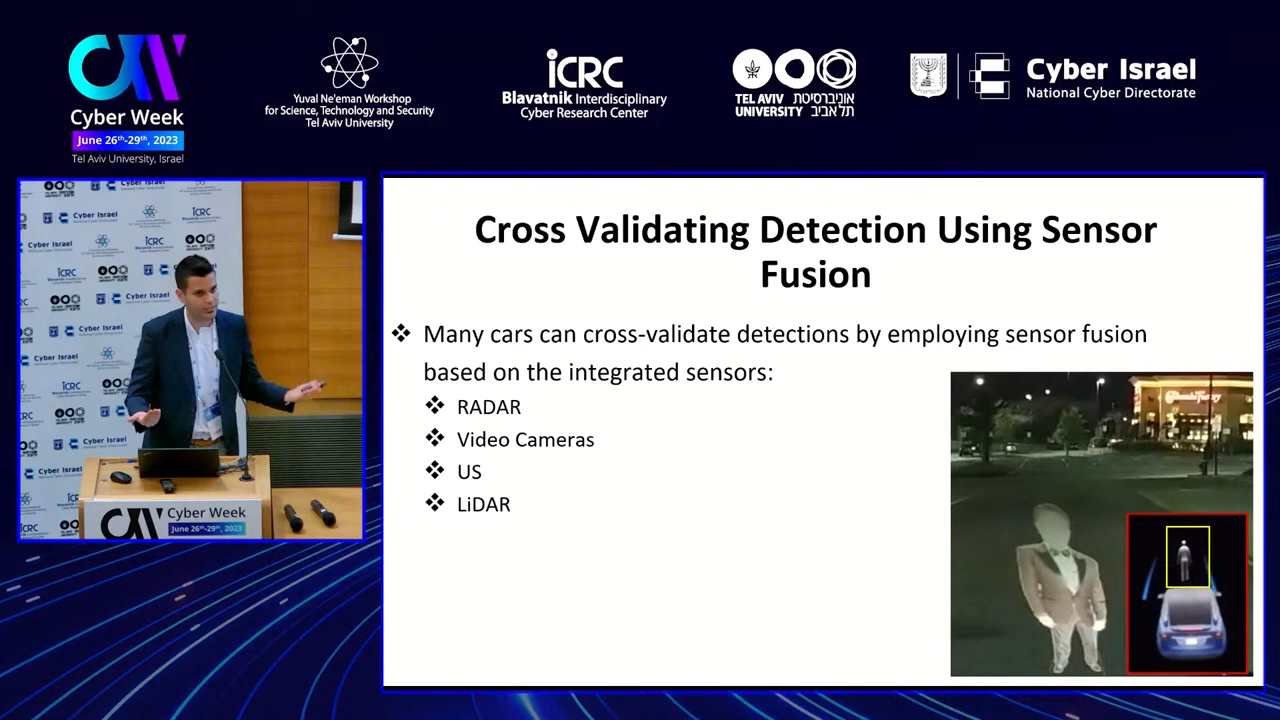 Cyber Week
June 26th-29th, 2023
Tel Aviv University, Israel
Yuval Ne'eman Workshop
for Science, Technology and Security
Tel Aviv University
iCRC
Blavatnik Interdisciplinary
Cyber Research Center
TEL AVIV אוניברסיטת
UNIVERSITY תל אביב
Cyber Israel
National Cyber Directorate
Cross Validating Detection Using Sensor
Fusion
❖ Many cars can cross-validate detections by employing sensor fusion
based on the integrated sensors:
❖ RADAR
❖ Video Cameras
❖ US
❖ LiDAR
Cyber Week
June 26th-29th, 2023